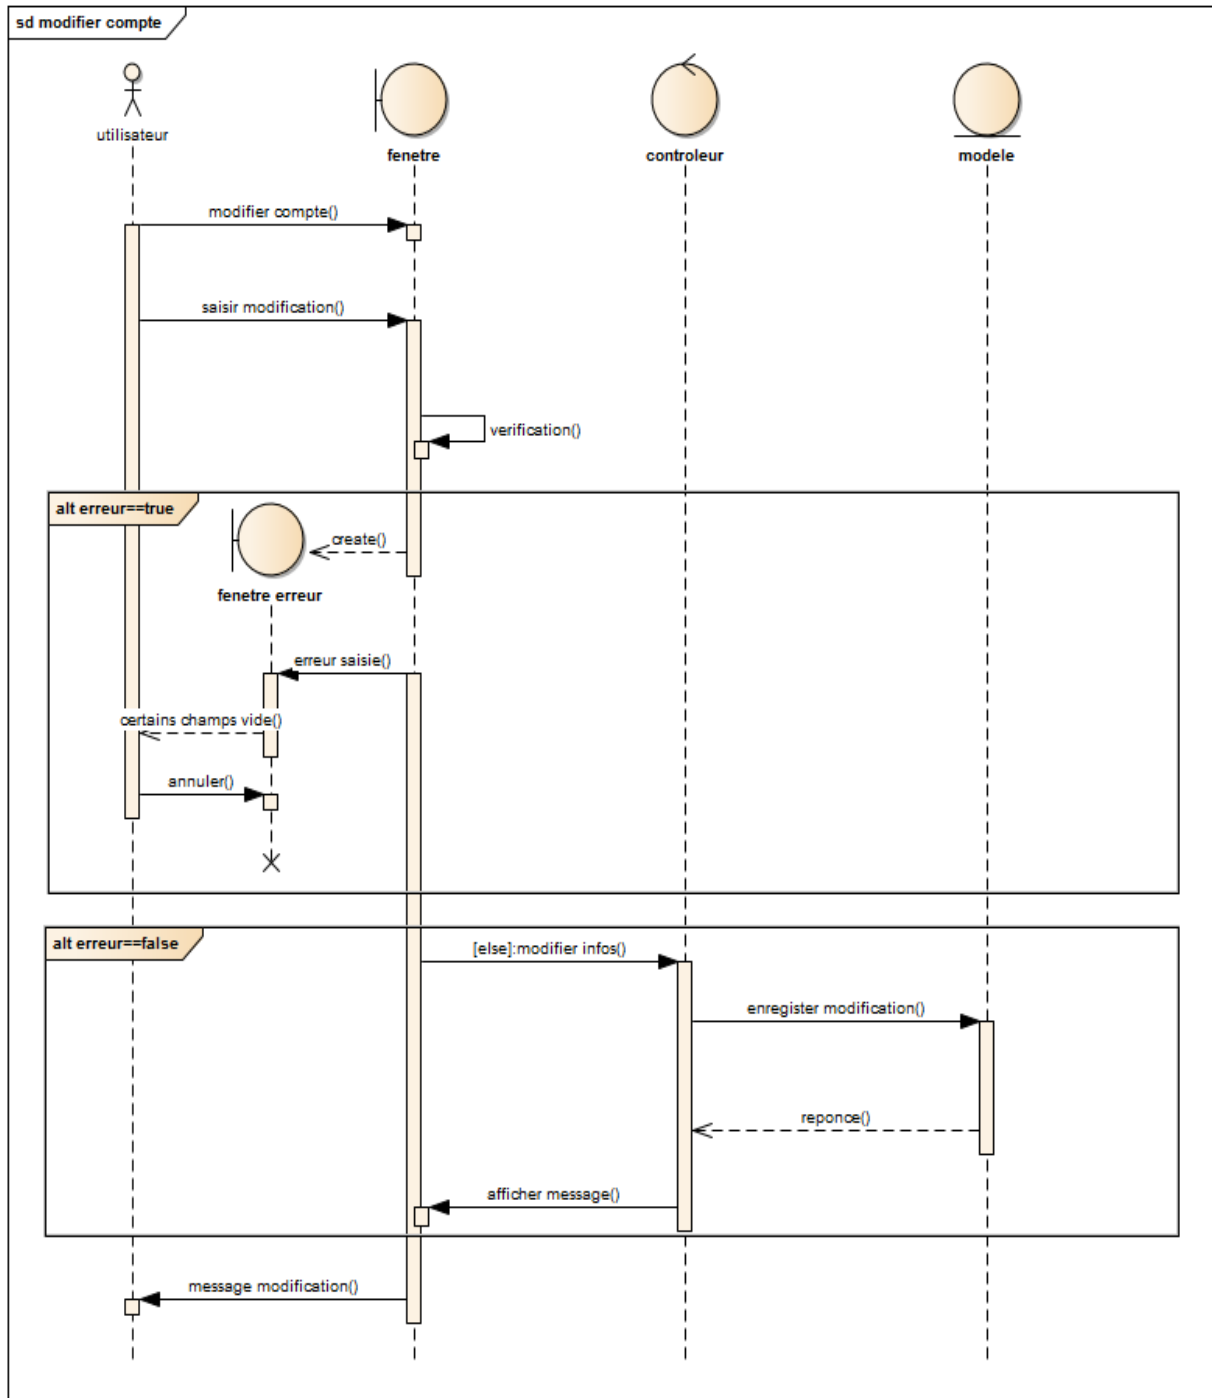 sd modifier compte
utilisateur
fenetre
controleur
modele
modifier compte()
saisir modification()
verification()
alt erreur==true
create()
fenetre erreur
erreur saisie()
certains champs vide()
annuler()
alt erreur==false
[else]:modifier infos()
enregister modification()
reponce()
afficher message()
message modification()